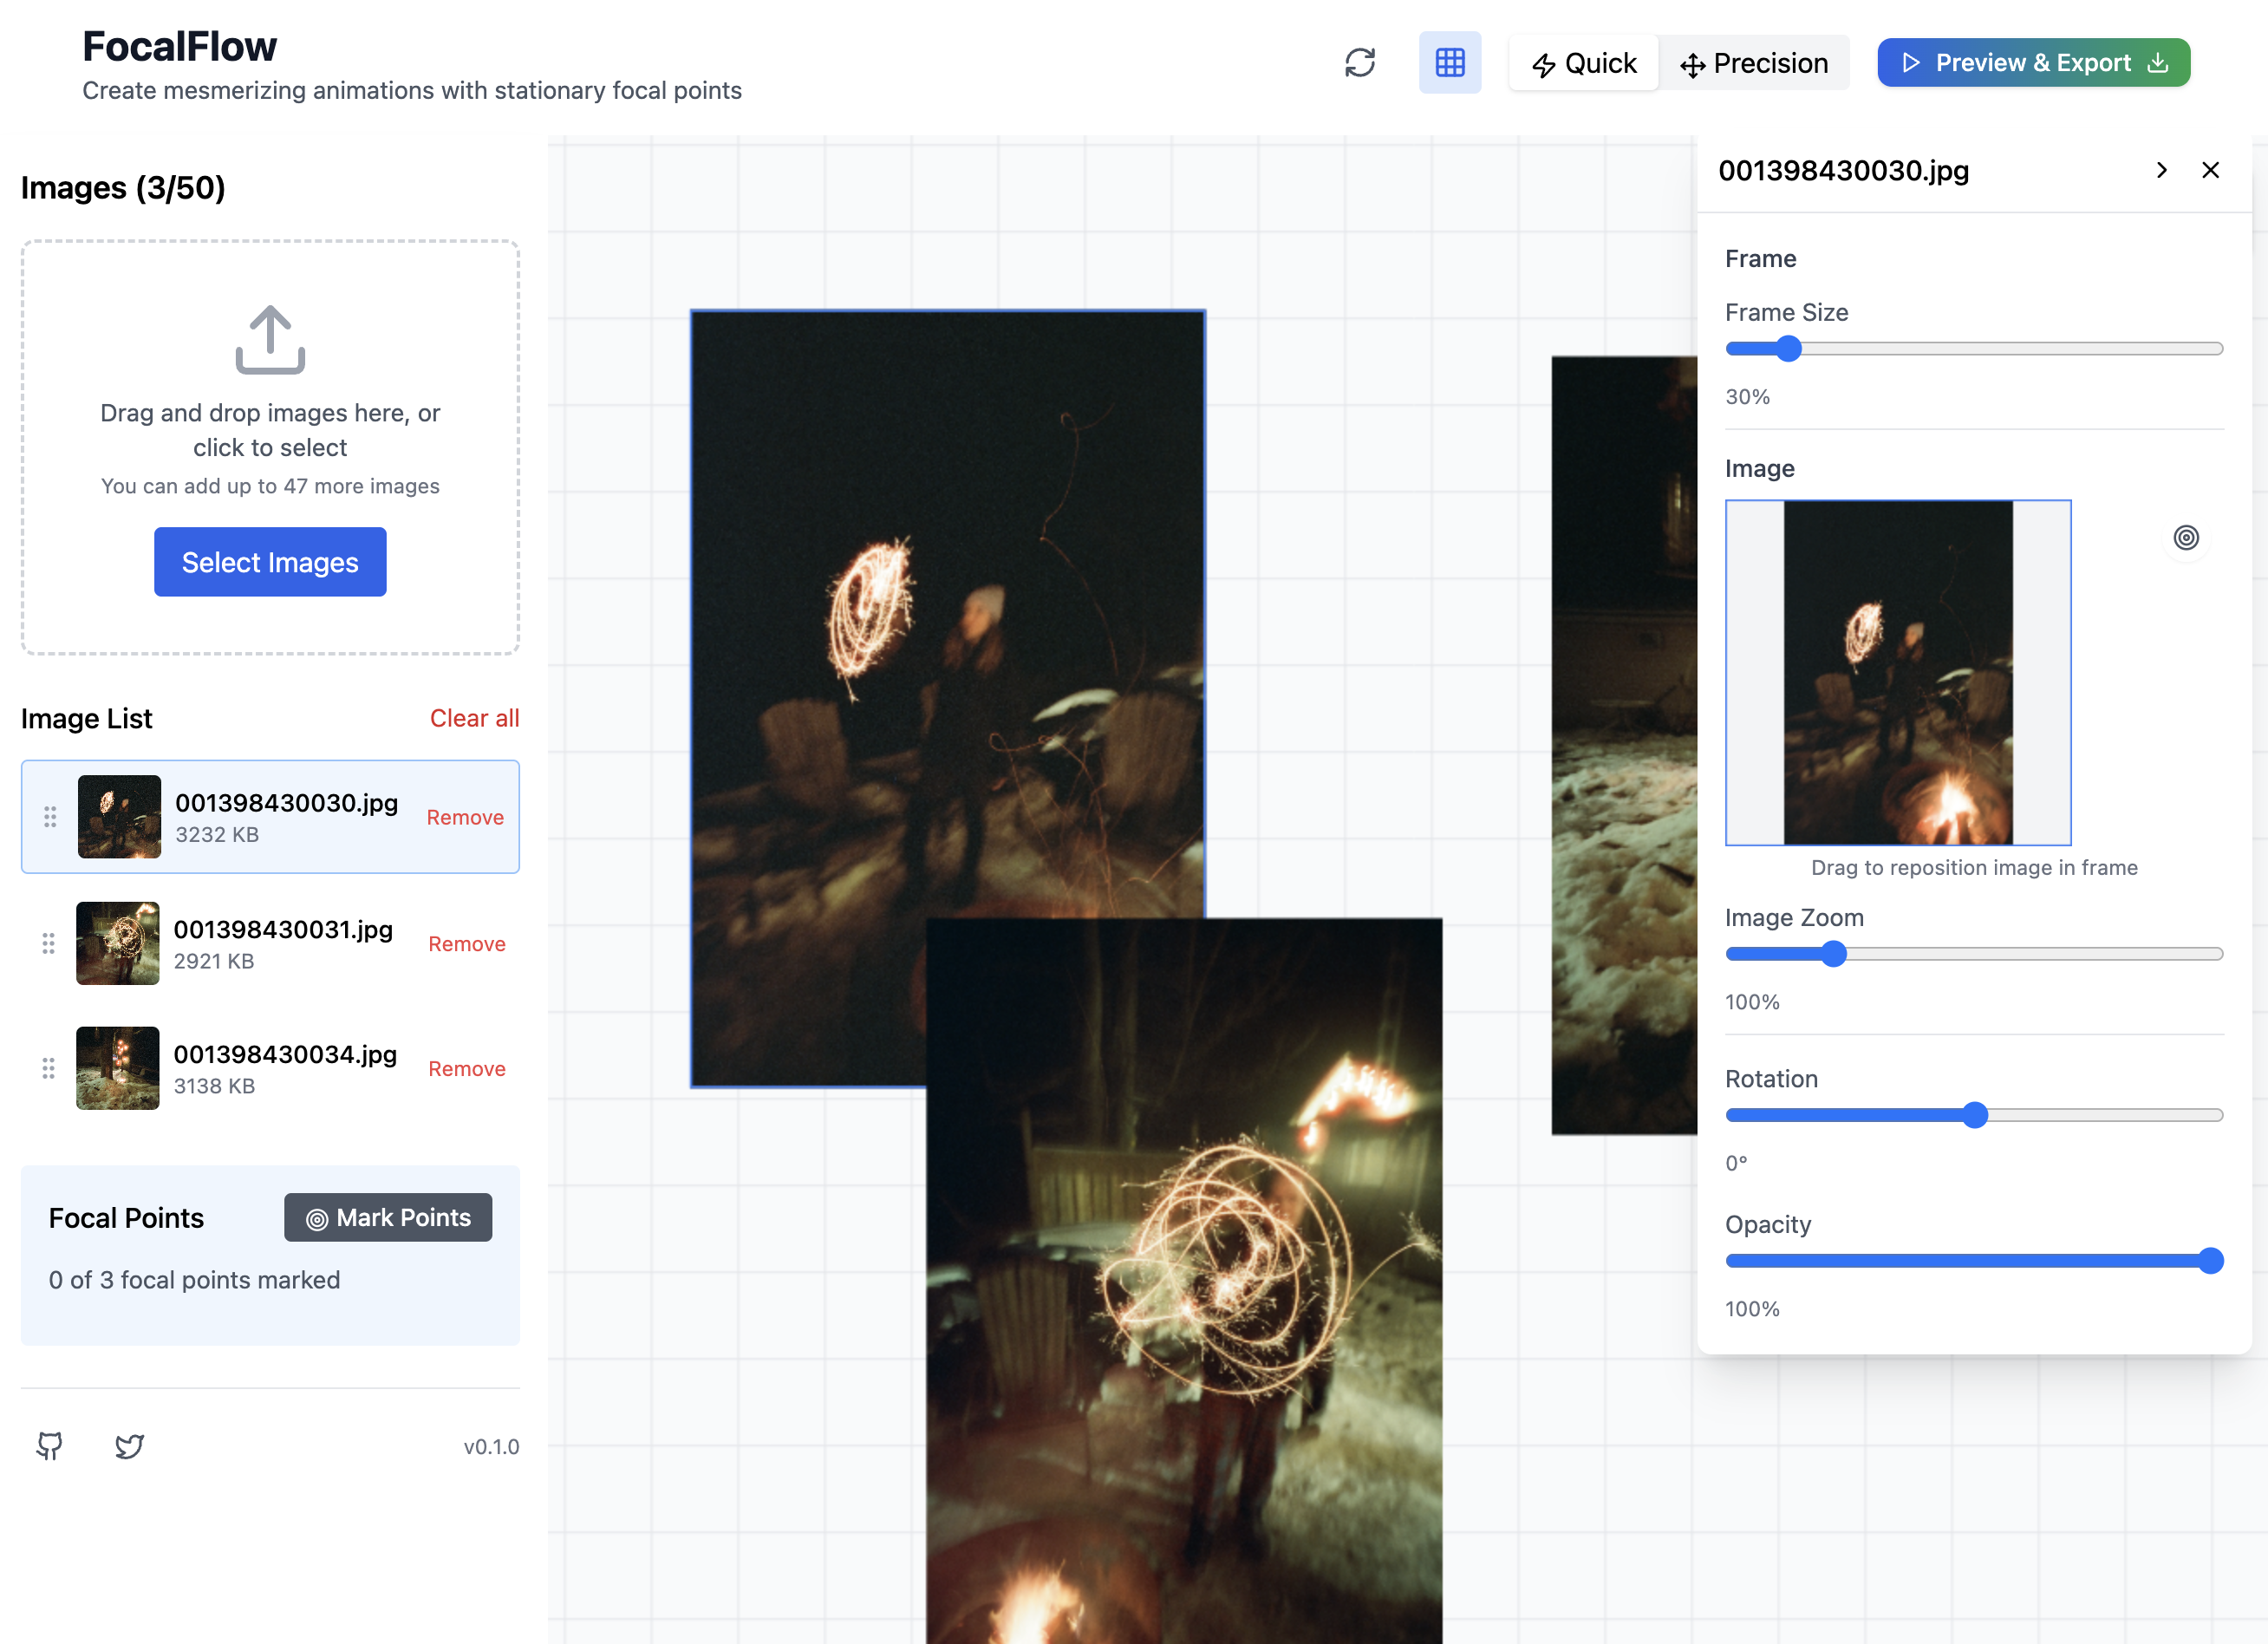 FocalFlow
Create mesmerizing animations with stationary focal points
Quick
Precision
Preview & Export
Images (3/50)
Drag and drop images here, or
click to select
You can add up to 47 more images
Select Images
Image List
Clear all
001398430030.jpg
3232 KB
Remove
001398430031.jpg
2921 KB
Remove
001398430034.jpg
3138 KB
Remove
Focal Points
Mark Points
0 of 3 focal points marked
v0.1.0
001398430030.jpg
Frame
Frame Size
30%
Image
Drag to reposition image in frame
Image Zoom
100%
Rotation
0°
Opacity
100%